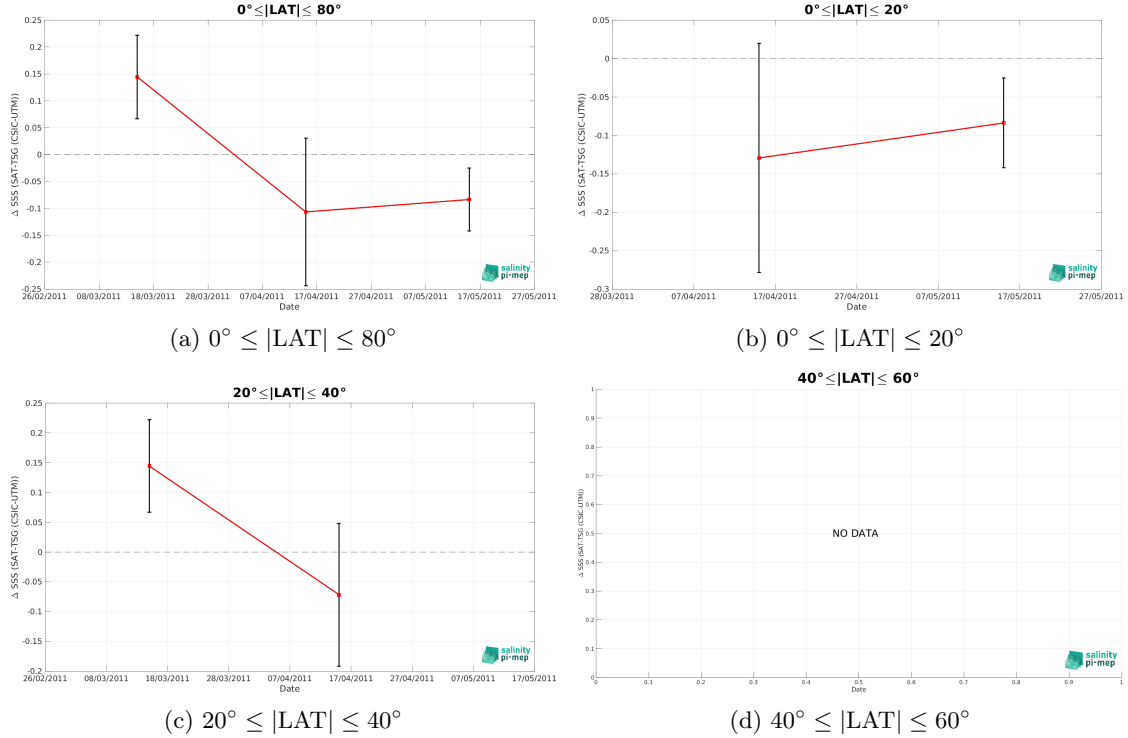 0°≤|LAT|≤ 80°
0.25
0.2
0.15
0.1
0.05
0
-0.05
-0.1
-0.15
-0.2
-0.25
Δ SSS (SAT-TSG (CSIC-UTM))
26/02/2011 08/03/2011 18/03/2011 28/03/2011 07/04/2011 17/04/2011 27/04/2011 07/05/2011 17/05/2011 27/05/2011
Date
salinity
pi-mep
(a) 0° ≤ |LAT| ≤ 80°
0°≤|LAT|≤ 20°
0.05
0
-0.05
-0.1
-0.15
-0.2
-0.25
-0.3
Δ SSS (SAT-TSG (CSIC-UTM))
28/03/2011 07/04/2011 17/04/2011 27/04/2011 07/05/2011 17/05/2011 27/05/2011
Date
salinity
pi-mep
(b) 0° ≤ |LAT| ≤ 20°
20°≤|LAT|≤ 40°
0.25
0.2
0.15
0.1
0.05
0
-0.05
-0.1
-0.15
-0.2
Δ SSS (SAT-TSG (CSIC-UTM))
26/02/2011 08/03/2011 18/03/2011 28/03/2011 07/04/2011 17/04/2011 27/04/2011 07/05/2011 17/05/2011
Date
salinity
pi-mep
(c) 20° ≤ |LAT| ≤ 40°
40°≤|LAT|≤ 60°
1
0.9
0.8
0.7
0.6
0.5
0.4
0.3
0.2
0.1
0
Δ SSS (SAT-TSG (CSIC-UTM))
NO DATA
0 0.1 0.2 0.3 0.4 0.5 0.6 0.7 0.8 0.9 1
Date
salinity
pi-mep
(d) 40° ≤ |LAT| ≤ 60°